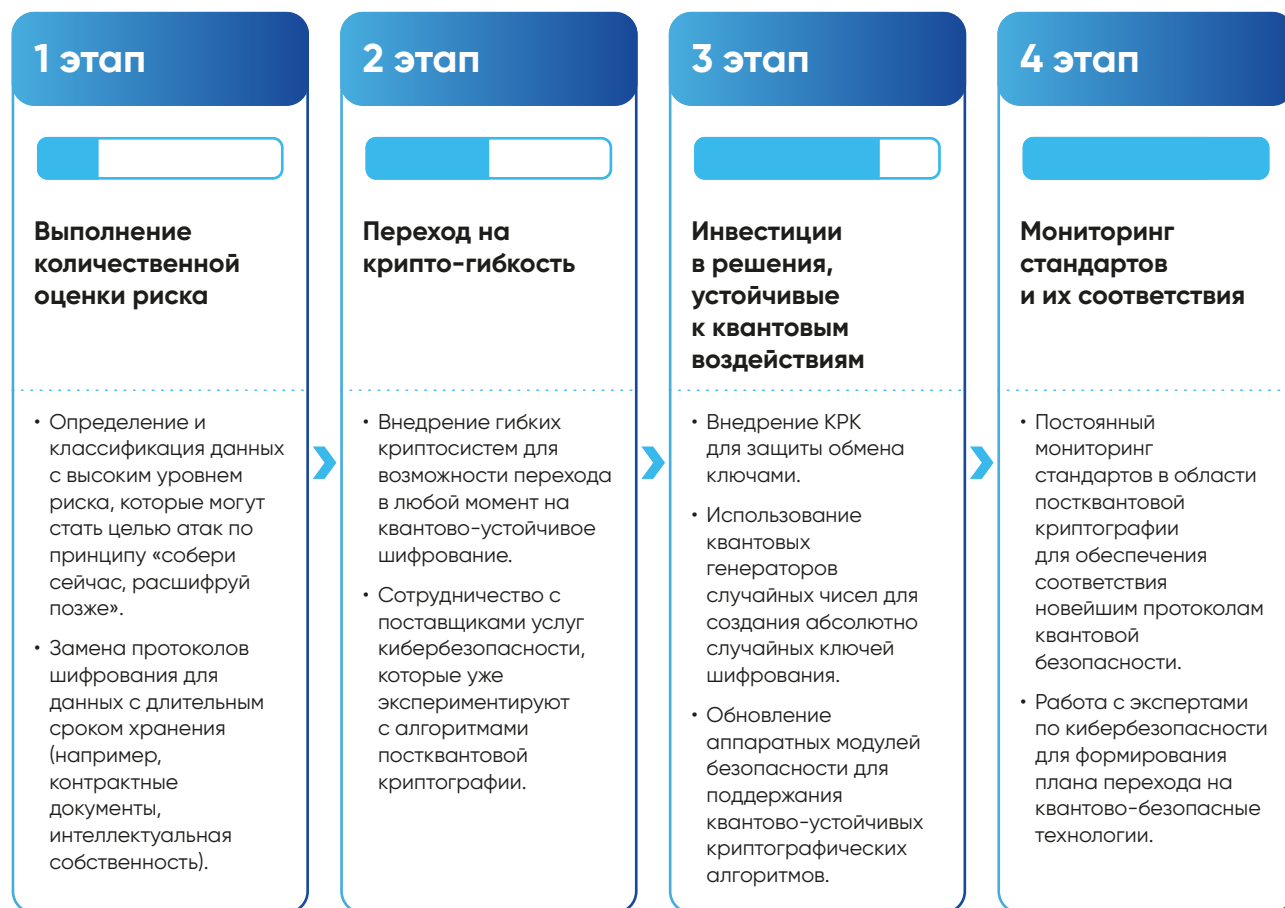 1 этап
Выполнение
количественной
оценки риска
• Определение и
классификация данных
с высоким уровнем
риска, которые могут
стать целью атак по
принципу «собери
сейчас, расшифруй
позже».
• Замена протоколов
шифрования для
данных с длительным
сроком хранения
(например,
контрактные
документы,
интеллектуальная
собственность).
2 этап
Переход на
крипто-гибкость
• Внедрение гибких
криптосистем для
возможности перехода
в любой момент на
квантово-устойчивое
шифрование.
• Сотрудничество с
поставщиками услуг
кибербезопасности,
которые уже
экспериментируют
с алгоритмами
постквантовой
криптографии.
3 этап
Инвестиции
в решения,
устойчивые
к квантовым
воздействиям
• Внедрение КРК
для защиты обмена
ключами.
• Использование
квантовых
генераторов
случайных чисел для
создания абсолютно
случайных ключей
шифрования.
• Обновление
аппаратных модулей
безопасности для
поддержания
квантово-устойчивых
криптографических
алгоритмов.
4 этап
Мониторинг
стандартов
и их соответствия
• Постоянный
мониторинг
стандартов в области
постквантовой
криптографии
для обеспечения
соответствия
новейшим протоколам
квантовой
безопасности.
• Работа с экспертами
по кибербезопасности
для формирования
плана перехода на
квантово-безопасные
технологии.